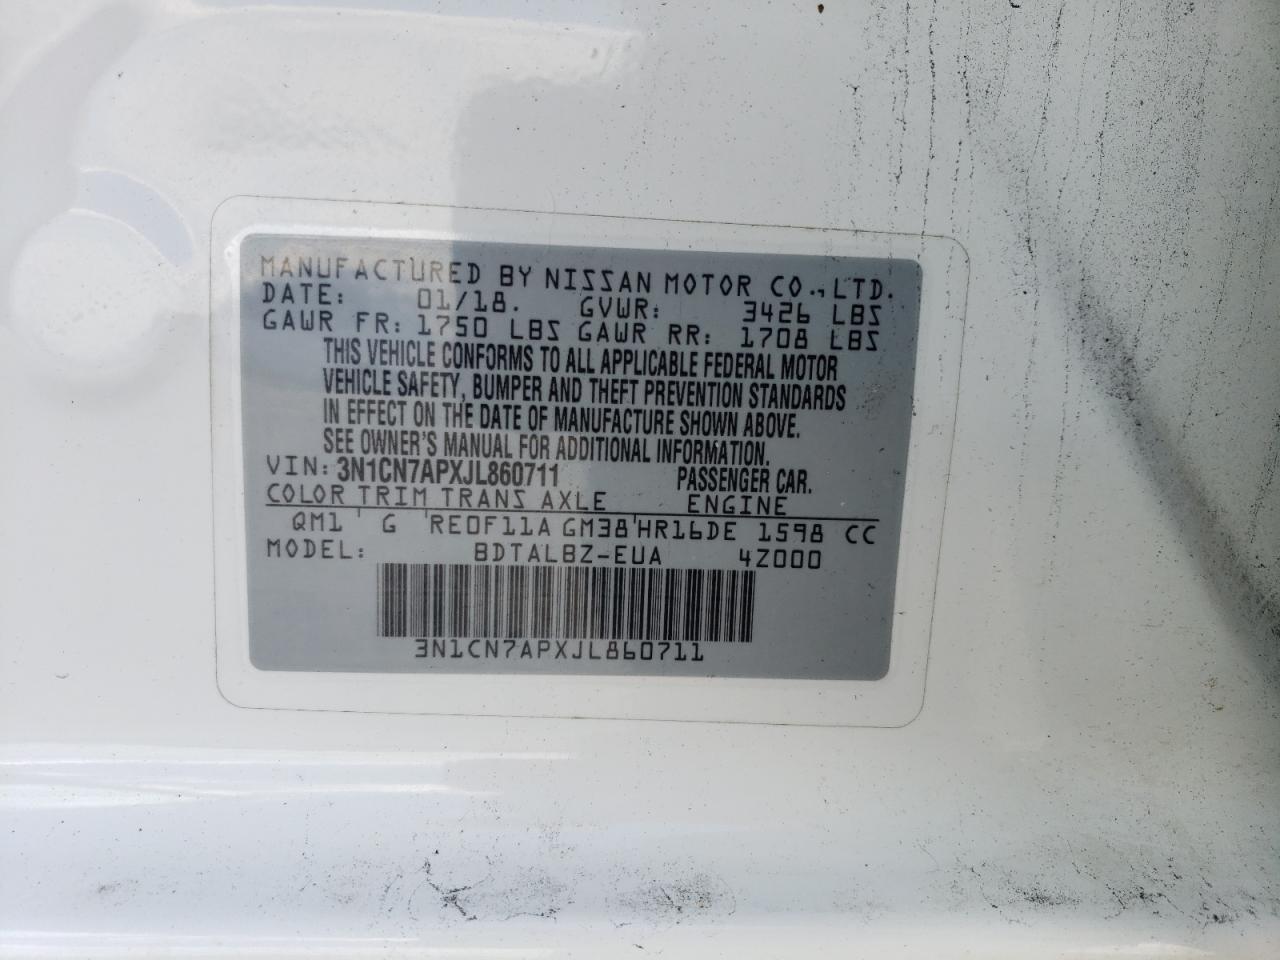 MANUFACTURED BY NISSAN MOTOR CO., LTD.
DATE: 01/18. GVWR: 3426 LBS
GAWR FR: 1750 LBS GAWR RR: 1708 LBS
THIS VEHICLE CONFORMS TO ALL APPLICABLE FEDERAL MOTOR
VEHICLE SAFETY, BUMPER AND THEFT PREVENTION STANDARDS
IN EFFECT ON THE DATE OF MANUFACTURE SHOWN ABOVE.
SEE OWNER'S MANUAL FOR ADDITIONAL INFORMATION.
VIN: 3N1CN7APXJL860711 PASSENGER CAR.
COLOR TRIM TRANS AXLE ENGINE
QM1 ' G ' RE0F11A GM38 ' HR16DE 1598 CC
MODEL: BDTALBZ-EUA 4Z000
3N1CN7APXJL860711